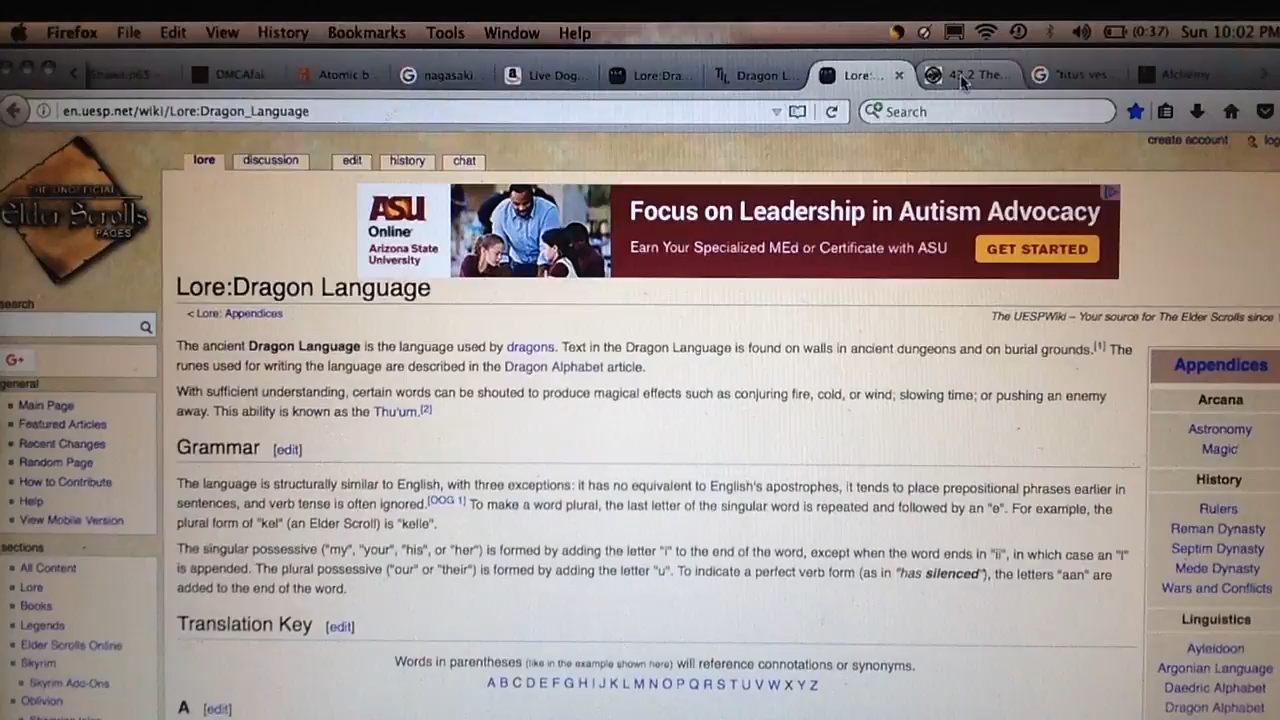 Firefox File Edit View History Bookmarks Tools Window Help (0:37) Sun 10:02 PM
DMCAfai Atomic b nagasaki Live Dog... Lore:Dra... Dragon L... Lore:... The... "titus ves Alchemy
en.uesp.net/wiki/Lore:Dragon_Language Search
create account log
lore discussion edit history chat
THE UNOFFICIAL
Elder Scrolls
PAGES
ASU
Online
Arizona State
University
Focus on Leadership in Autism Advocacy
Earn Your Specialized MEd or Certificate with ASU GET STARTED
Lore:Dragon Language
< Lore: Appendices
The UESPWiki – Your source for The Elder Scrolls since
The ancient Dragon Language is the language used by dragons. Text in the Dragon Language is found on walls in ancient dungeons and on burial grounds.[1] The
runes used for writing the language are described in the Dragon Alphabet article.
With sufficient understanding, certain words can be shouted to produce magical effects such as conjuring fire, cold, or wind; slowing time; or pushing an enemy
away. This ability is known as the Thu'um.[2]
Grammar [edit]
The language is structurally similar to English, with three exceptions: it has no equivalent to English's apostrophes, it tends to place prepositional phrases earlier in
sentences, and verb tense is often ignored.[OOG 1] To make a word plural, the last letter of the singular word is repeated and followed by an "e". For example, the
plural form of "kel" (an Elder Scroll) is "kelle".
The singular possessive ("my", "your", "his", or "her") is formed by adding the letter "i" to the end of the word, except when the word ends in "ii", in which case an "l"
is appended. The plural possessive ("our" or "their") is formed by adding the letter "u". To indicate a perfect verb form (as in "has silenced"), the letters "aan" are
added to the end of the word.
Translation Key [edit]
Words in parentheses (like in the example shown here) will reference connotations or synonyms.
A B C D E F G H I J K L M N O P Q R S T U V W X Y Z
A [edit]
search
G+
general
Main Page
Featured Articles
Recent Changes
Random Page
How to Contribute
Help
View Mobile Version
sections
All Content
Lore
Books
Legends
Elder Scrolls Online
Skyrim
Skyrim Add-Ons
Oblivion
Appendices
Arcana
Astronomy
Magic
History
Rulers
Reman Dynasty
Septim Dynasty
Mede Dynasty
Wars and Conflicts
Linguistics
Ayleidoon
Argonian Language
Daedric Alphabet
Dragon Alphabet